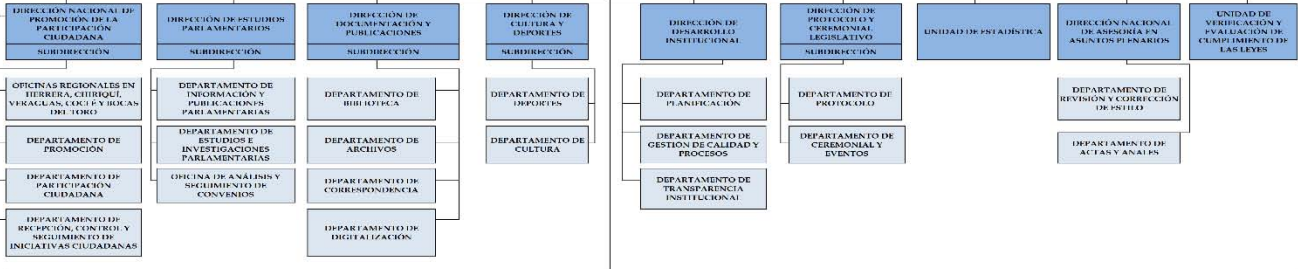 DIRECCIÓN NACIONAL DE
PROMOCIÓN DE LA
PARTICIPACIÓN
CIUDADANA
SUBDIRECCIÓN
OFICINAS REGIONALES EN
HERRERA, CHIRIQUÍ,
VERAGUAS, COCLÉ Y BOCAS
DEL TORO
DEPARTAMENTO DE
PROMOCIÓN
DEPARTAMENTO DE
PARTICIPACIÓN
CIUDADANA
DEPARTAMENTO DE
RECEPCIÓN, CONTROL Y
SEGUIMIENTO DE
INICIATIVAS CIUDADANAS
DIRECCIÓN DE ESTUDIOS
PARLAMENTARIOS
SUBDIRECCIÓN
DEPARTAMENTO DE
INFORMACIÓN Y
PUBLICACIONES
PARLAMENTARIAS
DEPARTAMENTO DE
ESTUDIOS E
INVESTIGACIONES
PARLAMENTARIAS
OFICINA DE ANÁLISIS Y
SEGUIMIENTO DE
CONVENIOS
DIRECCIÓN DE
DOCUMENTACIÓN Y
PUBLICACIONES
SUBDIRECCIÓN
DEPARTAMENTO DE
BIBLIOTECA
DEPARTAMENTO DE
ARCHIVOS
DEPARTAMENTO DE
CORRESPONDENCIA
DEPARTAMENTO DE
DIGITALIZACIÓN
DIRECCIÓN DE
CULTURA Y
DEPORTES
SUBDIRECCIÓN
DEPARTAMENTO DE
DEPORTES
DEPARTAMENTO DE
CULTURA
DIRECCIÓN DE
DESARROLLO
INSTITUCIONAL
DEPARTAMENTO DE
PLANIFICACIÓN
DEPARTAMENTO DE
GESTIÓN DE CALIDAD Y
PROCESOS
DEPARTAMENTO DE
TRANSPARENCIA
INSTITUCIONAL
DIRECCIÓN DE
PROTOCOLO Y
CEREMONIAL
LEGISLATIVO
SUBDIRECCIÓN
DEPARTAMENTO DE
PROTOCOLO
DEPARTAMENTO DE
CEREMONIAL Y
EVENTOS
UNIDAD DE ESTADÍSTICA
DIRECCIÓN NACIONAL
DE ASESORÍA EN
ASUNTOS PLENARIOS
DEPARTAMENTO DE
REVISIÓN Y CORRECCIÓN
DE ESTILO
DEPARTAMENTO DE
ACTAS Y ANALES
UNIDAD DE
VERIFICACIÓN Y
EVALUACIÓN DE
CUMPLIMIENTO DE
LAS LEYES